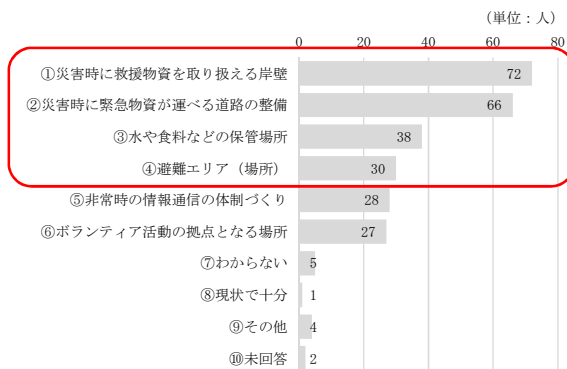 （単位：人）
0 20 40 60 80
①災害時に救援物資を取り扱える岸壁 72
②災害時に緊急物資が運べる道路の整備 66
③水や食料などの保管場所 38
④避難エリア（場所） 30
⑤非常時の情報通信の体制づくり 28
⑥ボランティア活動の拠点となる場所 27
⑦わからない 5
⑧現状で十分 1
⑨その他 4
⑩未回答 2